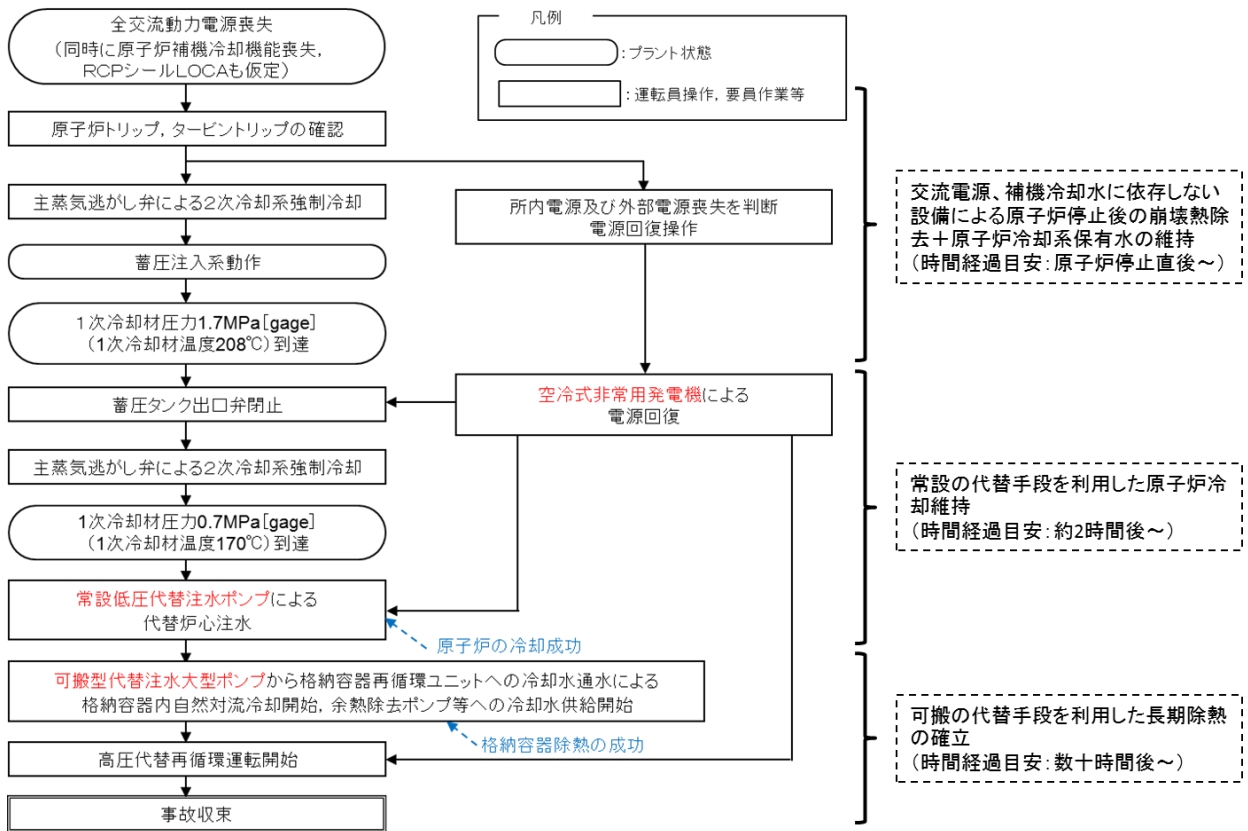 全交流動力電源喪失
（同時に原子炉補機冷却機能喪失，
RCPシールLOCAも仮定）
凡例
：プラント状態
：運転員操作，要員作業等
原子炉トリップ，タービントリップの確認
主蒸気逃がし弁による２次冷却系強制冷却
所内電源及び外部電源喪失を判断
電源回復操作
蓄圧注入系動作
１次冷却材圧力1.7MPa[gage]
（1次冷却材温度208℃）到達
交流電源、補機冷却水に依存しない
設備による原子炉停止後の崩壊熱除
去＋原子炉冷却系保有水の維持
（時間経過目安：原子炉停止直後～）
蓄圧タンク出口弁閉止
空冷式非常用発電機による
電源回復
主蒸気逃がし弁による２次冷却系強制冷却
1次冷却材圧力0.7MPa[gage]
（1次冷却材温度170℃）到達
常設低圧代替注水ポンプによる
代替炉心注水
原子炉の冷却成功
常設の代替手段を利用した原子炉冷
却維持
（時間経過目安：約2時間後～）
可搬型代替注水大型ポンプから格納容器再循環ユニットへの冷却水通水による
格納容器内自然対流冷却開始，余熱除去ポンプ等への冷却水供給開始
格納容器除熱の成功
高圧代替再循環運転開始
事故収束
可搬の代替手段を利用した長期除熱
の確立
（時間経過目安：数十時間後～）